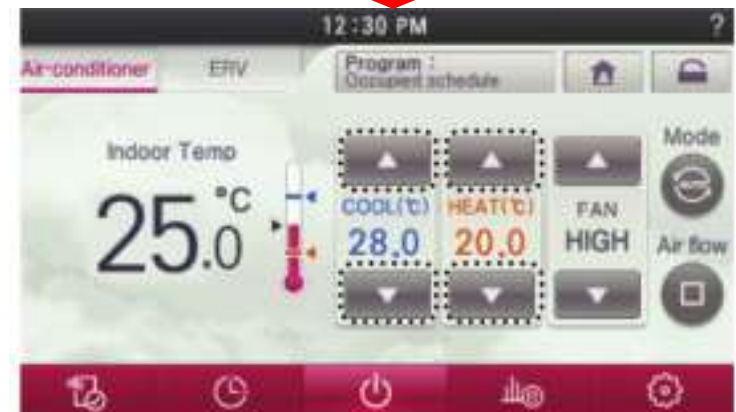 12:30 PM ?
Air-conditioner ERV
Program :
Occupied schedule
Mode
Indoor Temp
25.0 °C
COOL(℃) HEAT(℃) FAN
28.0 20.0 HIGH
Air flow